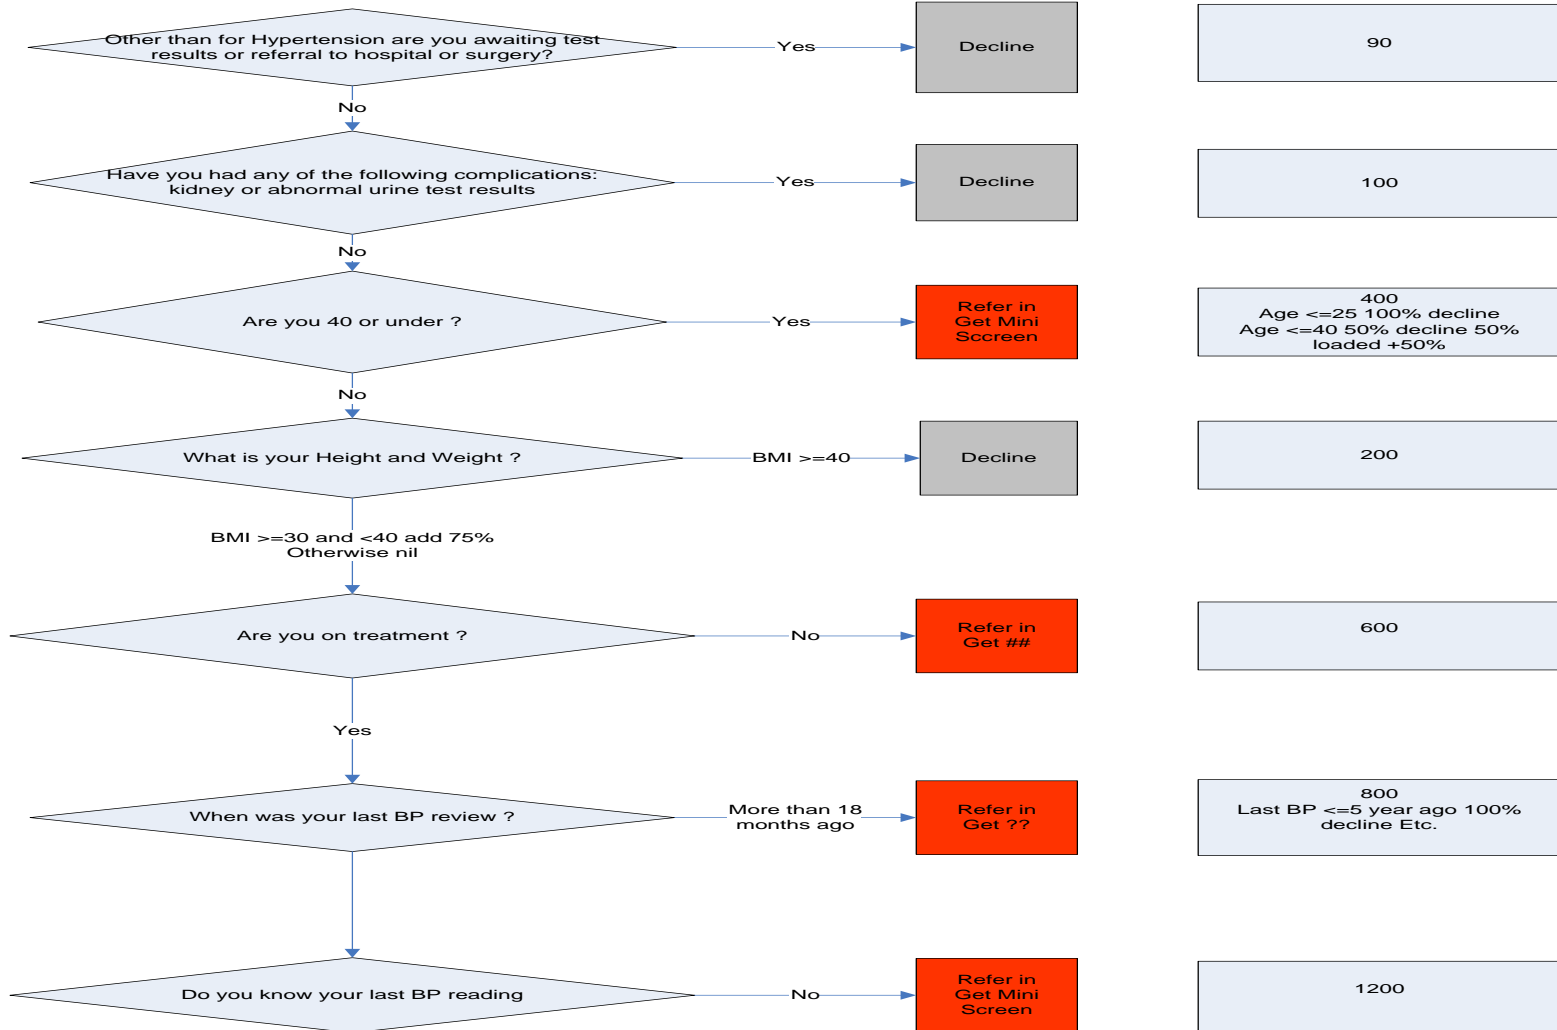 Other than for Hypertension are you awaiting test
results or referral to hospital or surgery?
Yes
Decline
90
No
Have you had any of the following complications:
kidney or abnormal urine test results
Yes
Decline
100
No
Are you 40 or under ?
Yes
Refer in
Get Mini
Sccreen
400
Age <=25 100% decline
Age <=40 50% decline 50%
loaded +50%
No
What is your Height and Weight ?
BMI >=40
Decline
200
BMI >=30 and <40 add 75%
Otherwise nil
Are you on treatment ?
No
Refer in
Get ##
600
Yes
When was your last BP review ?
More than 18
months ago
Refer in
Get ??
800
Last BP <=5 year ago 100%
decline Etc.
Do you know your last BP reading
No
Refer in
Get Mini
Screen
1200